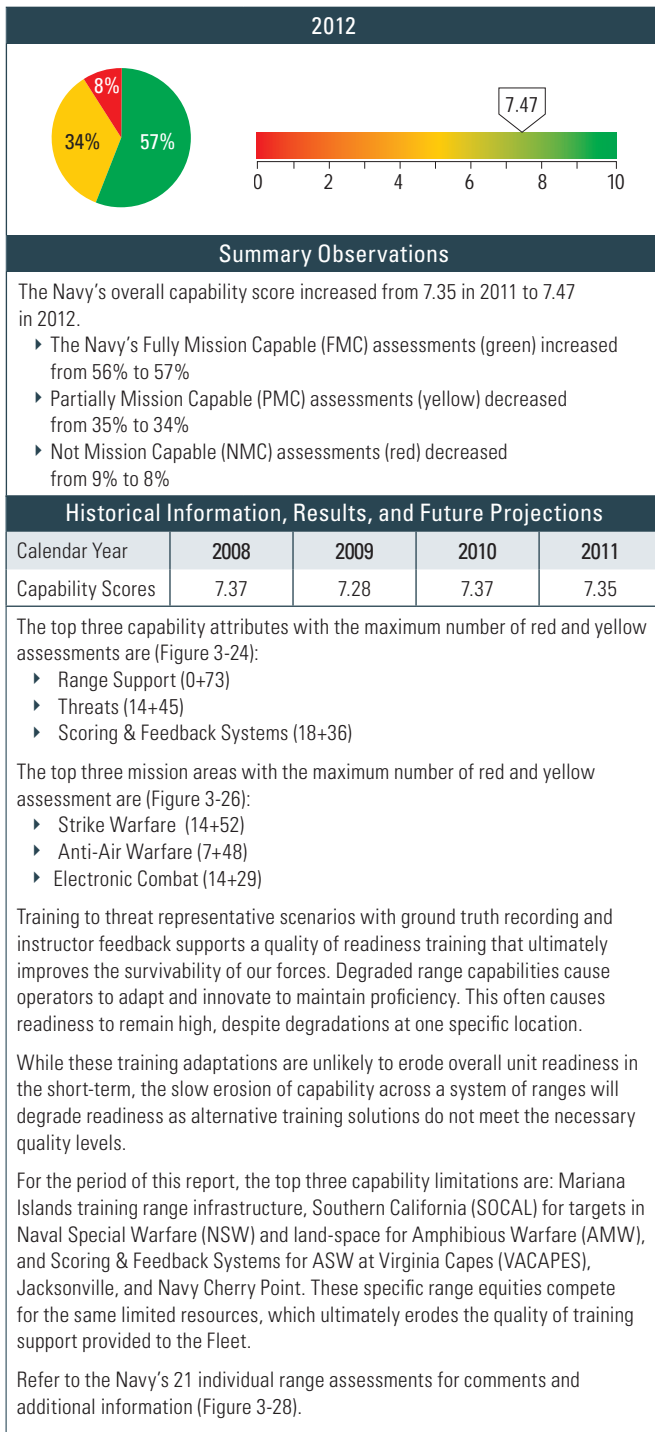 2012
8%
34%
57%
7.47
0 2 4 6 8 10
Summary Observations
The Navy's overall capability score increased from 7.35 in 2011 to 7.47
in 2012.
‣ The Navy's Fully Mission Capable (FMC) assessments (green) increased
from 56% to 57%
‣ Partially Mission Capable (PMC) assessments (yellow) decreased
from 35% to 34%
‣ Not Mission Capable (NMC) assessments (red) decreased
from 9% to 8%
Historical Information, Results, and Future Projections
Calendar Year 2008 2009 2010 2011
Capability Scores 7.37 7.28 7.37 7.35
The top three capability attributes with the maximum number of red and yellow
assessments are (Figure 3-24):
‣ Range Support (0+73)
‣ Threats (14+45)
‣ Scoring & Feedback Systems (18+36)
The top three mission areas with the maximum number of red and yellow
assessment are (Figure 3-26):
‣ Strike Warfare (14+52)
‣ Anti-Air Warfare (7+48)
‣ Electronic Combat (14+29)
Training to threat representative scenarios with ground truth recording and
instructor feedback supports a quality of readiness training that ultimately
improves the survivability of our forces. Degraded range capabilities cause
operators to adapt and innovate to maintain proficiency. This often causes
readiness to remain high, despite degradations at one specific location.
While these training adaptations are unlikely to erode overall unit readiness in
the short-term, the slow erosion of capability across a system of ranges will
degrade readiness as alternative training solutions do not meet the necessary
quality levels.
For the period of this report, the top three capability limitations are: Mariana
Islands training range infrastructure, Southern California (SOCAL) for targets in
Naval Special Warfare (NSW) and land-space for Amphibious Warfare (AMW),
and Scoring & Feedback Systems for ASW at Virginia Capes (VACAPES),
Jacksonville, and Navy Cherry Point. These specific range equities compete
for the same limited resources, which ultimately erodes the quality of training
support provided to the Fleet.
Refer to the Navy's 21 individual range assessments for comments and
additional information (Figure 3-28).